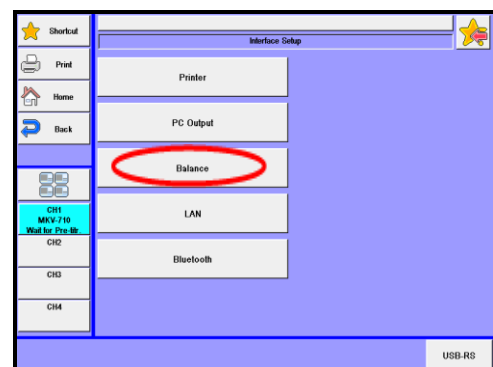 Shortcut
Interface Setup
Print
Home
Back
Printer
PC Output
Balance
LAN
Bluetooth
CH1
MKV-710
Wait for Pre-titr.
CH2
CH3
CH4
USB-RS